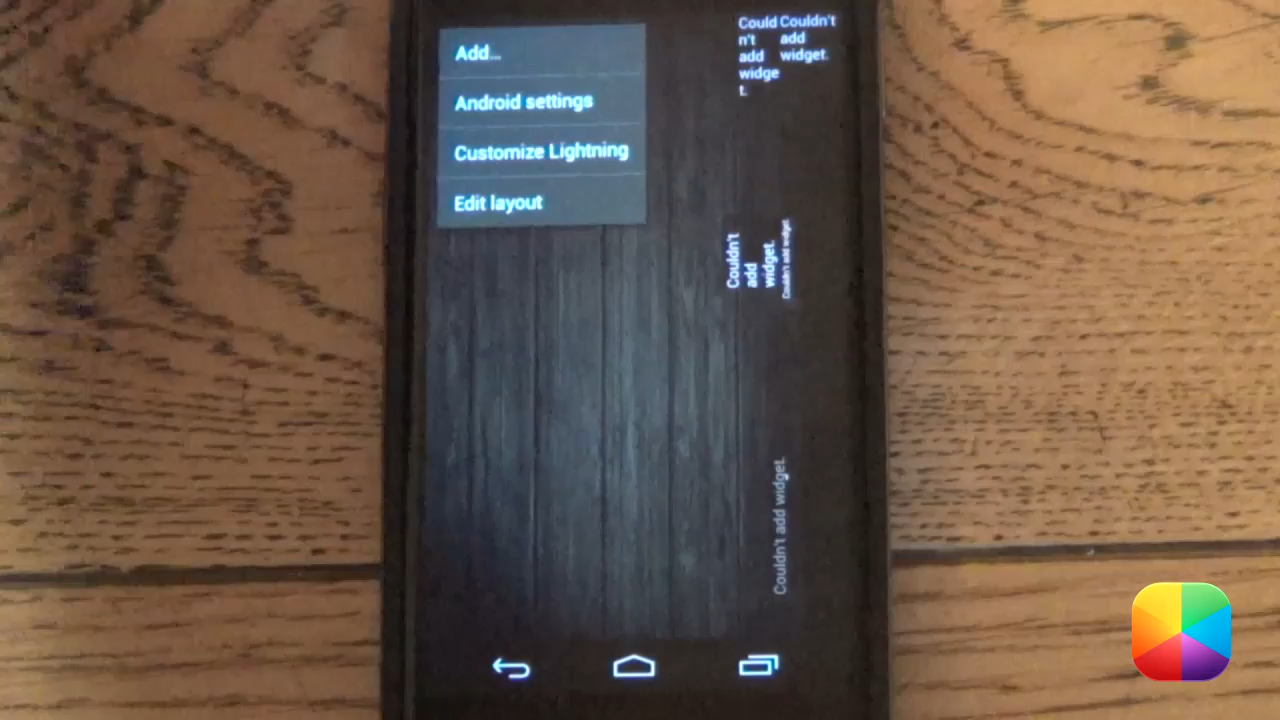 Add...
Android settings
Customize Lightning
Edit layout
Could
n't
add
widge
t.
Couldn't
add
widget.
Couldn't
add
widget.
Couldn't add widget.
Couldn't add widget.